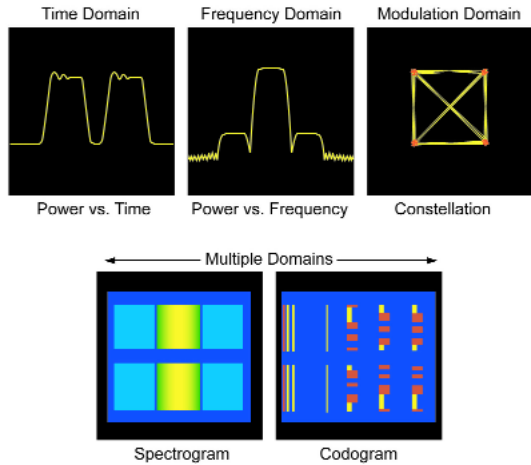 Time Domain
Frequency Domain
Modulation Domain
Power vs. Time
Power vs. Frequency
Constellation
Multiple Domains
Spectrogram
Codogram